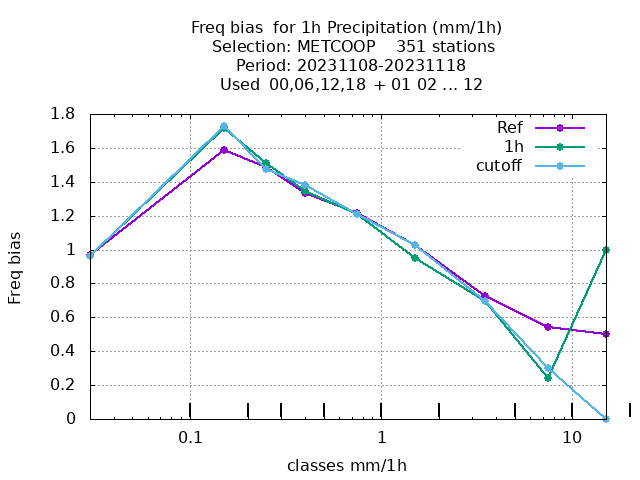 Freq bias  for 1h Precipitation (mm/1h)
Selection: METCOOP    351 stations
Period: 20231108-20231118
Used  00,06,12,18  + 01 02 ... 12
Ref
1h
cutoff
1.8
1.6
1.4
1.2
1
0.8
0.6
0.4
0.2
0
Freq bias
0.1
1
10
classes mm/1h